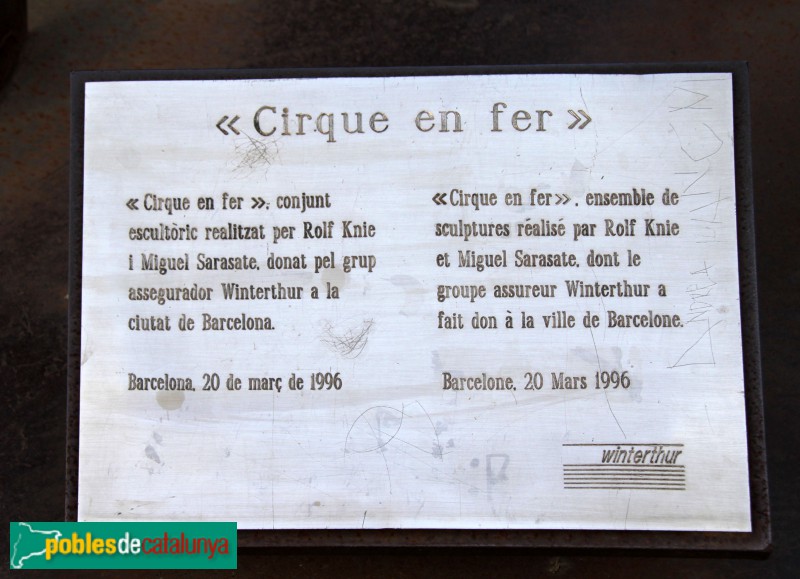 « Cirque en fer »
« Cirque en fer », conjunt
escultòric realitzat per Rolf Knie
i Miguel Sarasate, donat pel grup
assegurador Winterthur a la
ciutat de Barcelona.
Barcelona, 20 de març de 1996
«Cirque en fer», ensemble de
sculptures réalisé par Rolf Knie
et Miguel Sarasate, dont le
groupe assureur Winterthur a
fait don à la ville de Barcelone.
Barcelone, 20 Mars 1996
winterthur
poblesdecatalunya